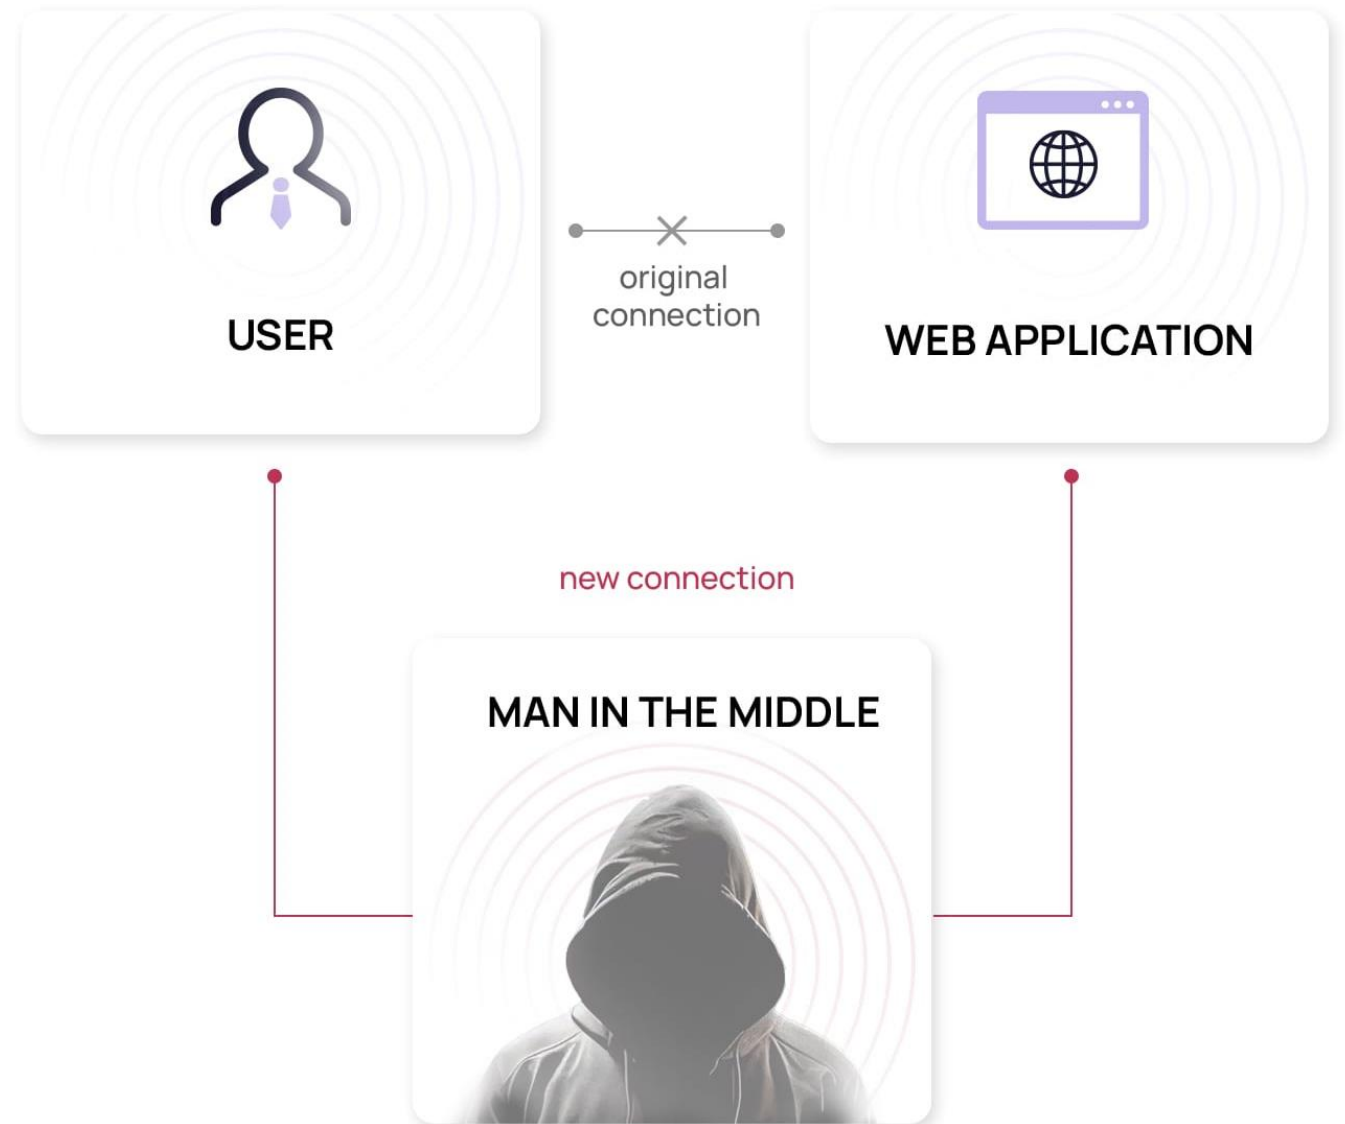 USER
original
connection
WEB APPLICATION
new connection
MAN IN THE MIDDLE